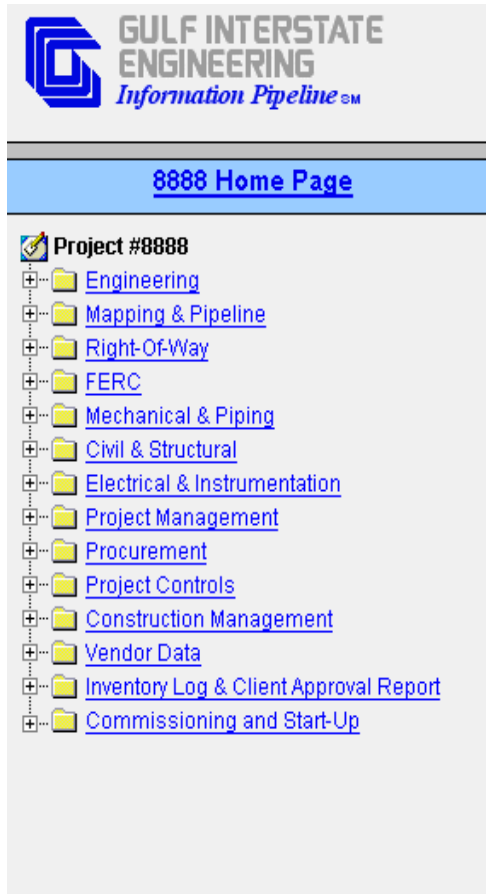 GULF INTERSTATE
ENGINEERING
Information Pipeline SM
8888 Home Page
Project #8888
Engineering
Mapping & Pipeline
Right-Of-Way
FERC
Mechanical & Piping
Civil & Structural
Electrical & Instrumentation
Project Management
Procurement
Project Controls
Construction Management
Vendor Data
Inventory Log & Client Approval Report
Commissioning and Start-Up